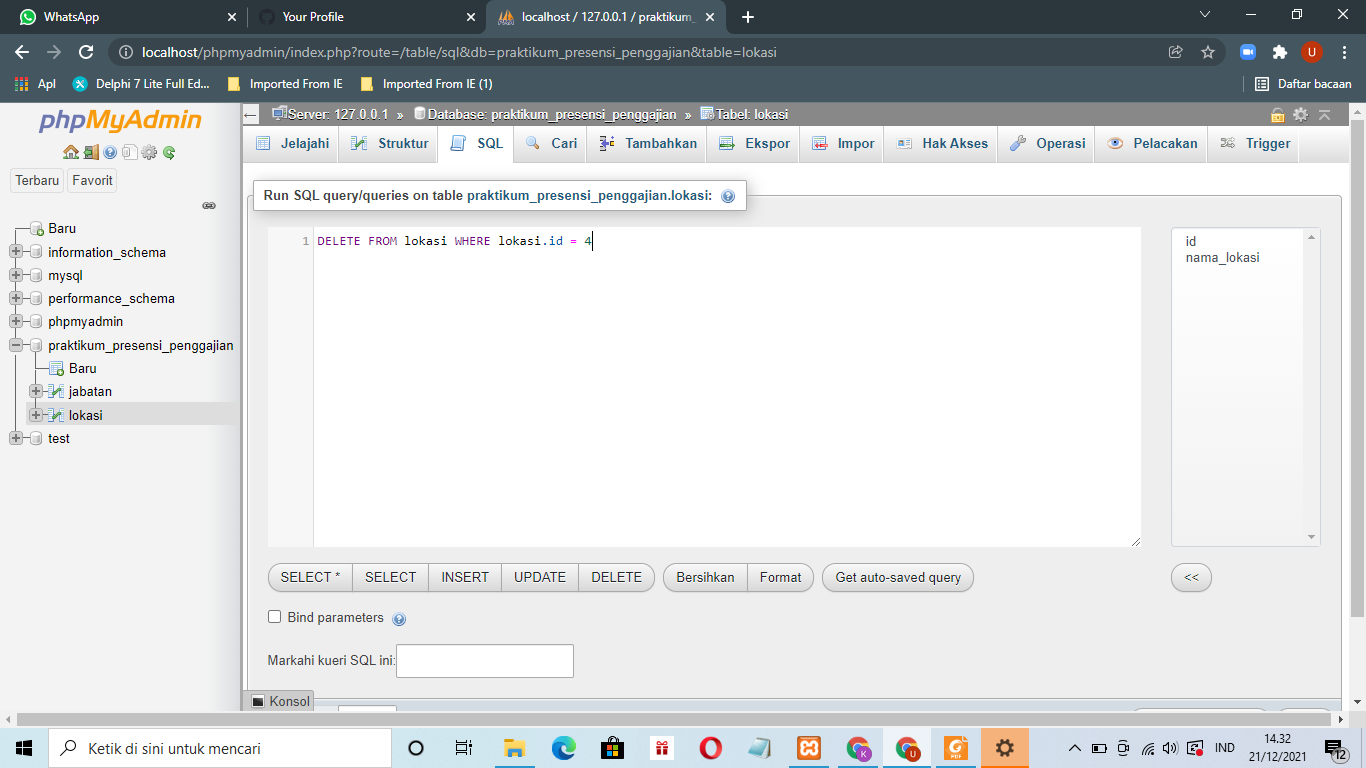 WhatsApp
Your Profile
localhost / 127.0.0.1 / praktikum_
localhost/phpmyadmin/index.php?route=/table/sql&db=praktikum_presensi_penggajian&table=lokasi
U
Apl
Delphi 7 Lite Full Ed...
Imported From IE
Imported From IE (1)
Daftar bacaan
phpMyAdmin
Server: 127.0.0.1 » Database: praktikum_presensi_penggajian » Tabel: lokasi
Jelajahi
Struktur
SQL
Cari
Tambahkan
Ekspor
Impor
Hak Akses
Operasi
Pelacakan
Trigger
Terbaru
Favorit
Baru
information_schema
mysql
performance_schema
phpmyadmin
praktikum_presensi_penggajian
Baru
jabatan
lokasi
test
Run SQL query/queries on table praktikum_presensi_penggajian.lokasi:
1 DELETE FROM lokasi WHERE lokasi.id = 4
id
nama_lokasi
SELECT *
SELECT
INSERT
UPDATE
DELETE
Bersihkan
Format
Get auto-saved query
<<
Bind parameters
Markahi kueri SQL ini:
Konsol
Ketik di sini untuk mencari
K
U
PDF
IND
14.32
21/12/2021
12